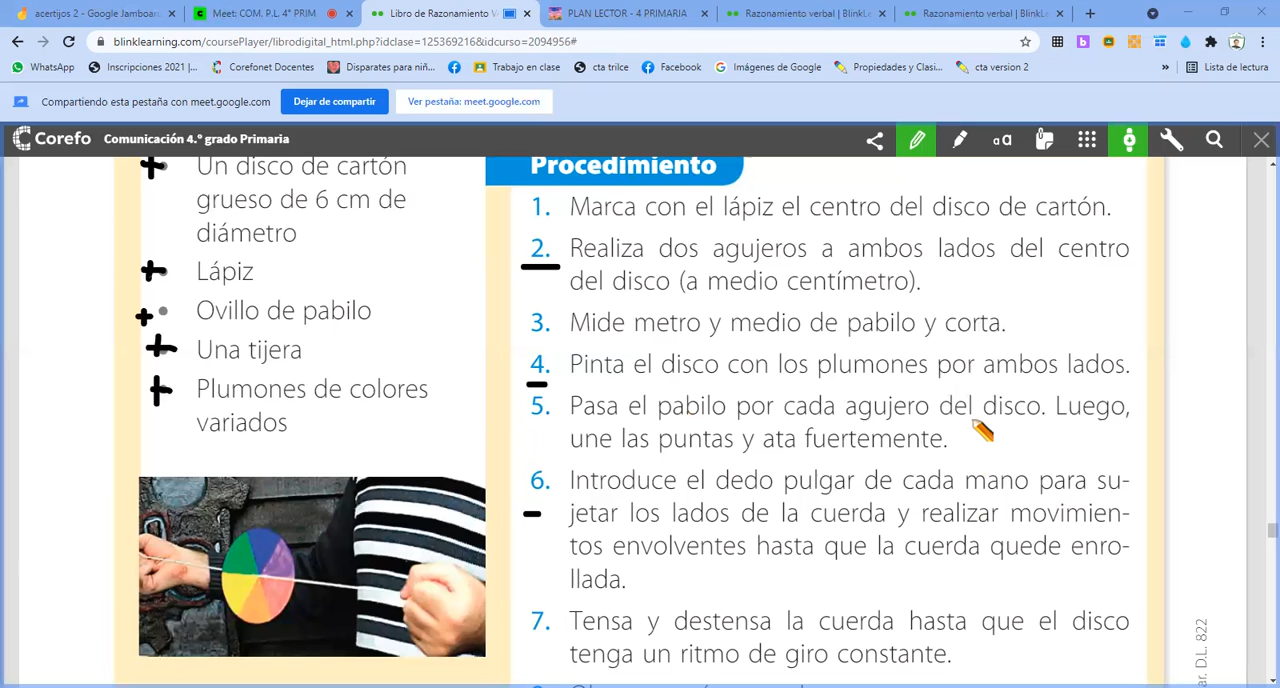 acertijos 2 - Google Jamboard
Meet: COM. P.L. 4° PRIM
Libro de Razonamiento V
PLAN LECTOR - 4 PRIMARIA
Razonamiento verbal | BlinkLe
Razonamiento verbal | BlinkLe
blinklearning.com/coursePlayer/librodigital_html.php?idclase=125369216&idcurso=2094956#
WhatsApp
Inscripciones 2021 |...
Corefonet Docentes
Disparates para niñ...
Trabajo en clase
cta trilce
Facebook
Imágenes de Google
Propiedades y Clasi...
cta version 2
»
Lista de lectura
Compartiendo esta pestaña con meet.google.com
Dejar de compartir
Ver pestaña: meet.google.com
Corefo
Comunicación 4.º grado Primaria
aA
Un disco de cartón
grueso de 6 cm de
diámetro
Lápiz
Ovillo de pabilo
Una tijera
Plumones de colores
variados
Procedimiento
1. Marca con el lápiz el centro del disco de cartón.
2. Realiza dos agujeros a ambos lados del centro
del disco (a medio centímetro).
3. Mide metro y medio de pabilo y corta.
4. Pinta el disco con los plumones por ambos lados.
5. Pasa el pabilo por cada agujero del disco. Luego,
une las puntas y ata fuertemente.
6. Introduce el dedo pulgar de cada mano para su-
jetar los lados de la cuerda y realizar movimien-
tos envolventes hasta que la cuerda quede enro-
llada.
7. Tensa y destensa la cuerda hasta que el disco
tenga un ritmo de giro constante.
ar. D.L. 822